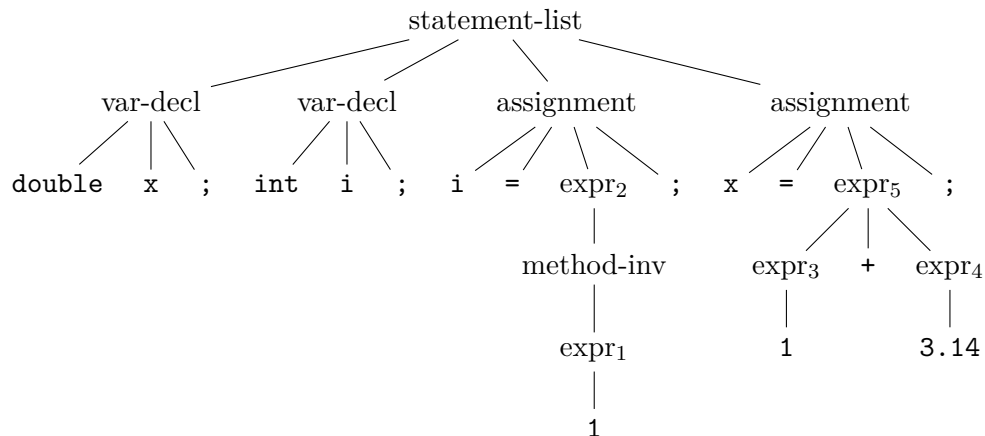 statement-list
var-decl var-decl assignment assignment
double x ; int i ; i = expr₂ ; x = expr₅ ;
method-inv expr₃ + expr₄
expr₁ 1 3.14
1